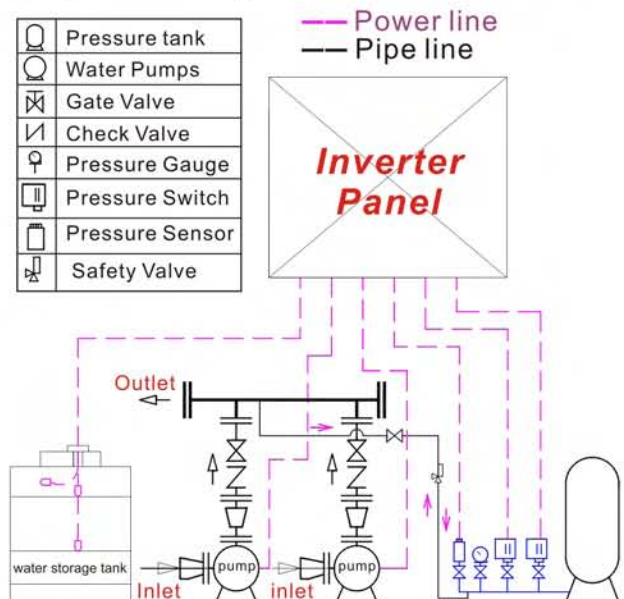 Power line
Pipe line
Pressure tank
Water Pumps
Gate Valve
Check Valve
Pressure Gauge
Pressure Switch
Pressure Sensor
Safety Valve
Inverter
Panel
Outlet
water storage tank
Inlet
pump
inlet
pump